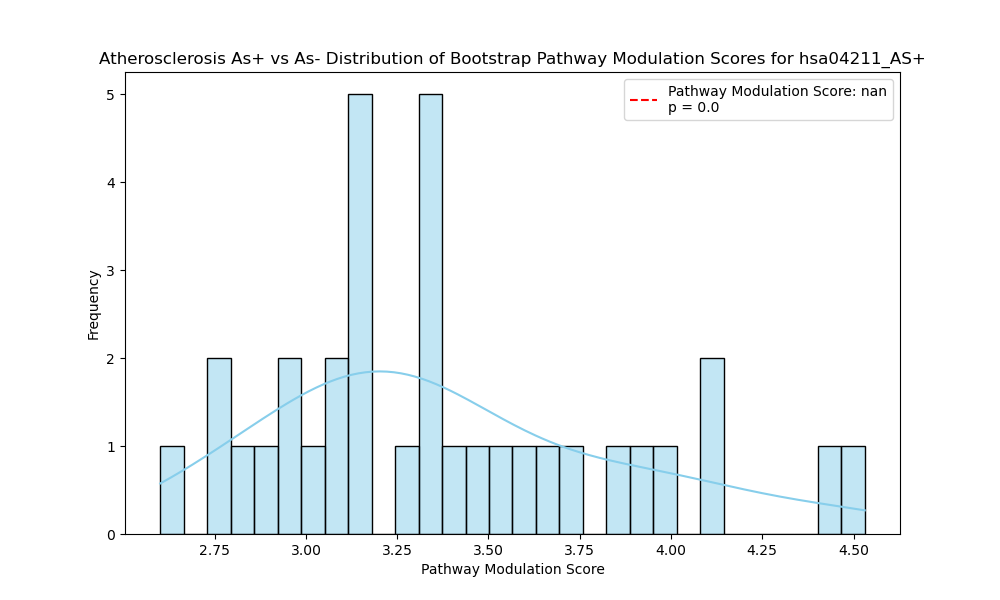 Atherosclerosis As+ vs As- Distribution of Bootstrap Pathway Modulation Scores for hsa04211_AS+
Pathway Modulation Score: nan
p = 0.0
5
4
3
2
1
0
Frequency
2.75 3.00 3.25 3.50 3.75 4.00 4.25 4.50
Pathway Modulation Score